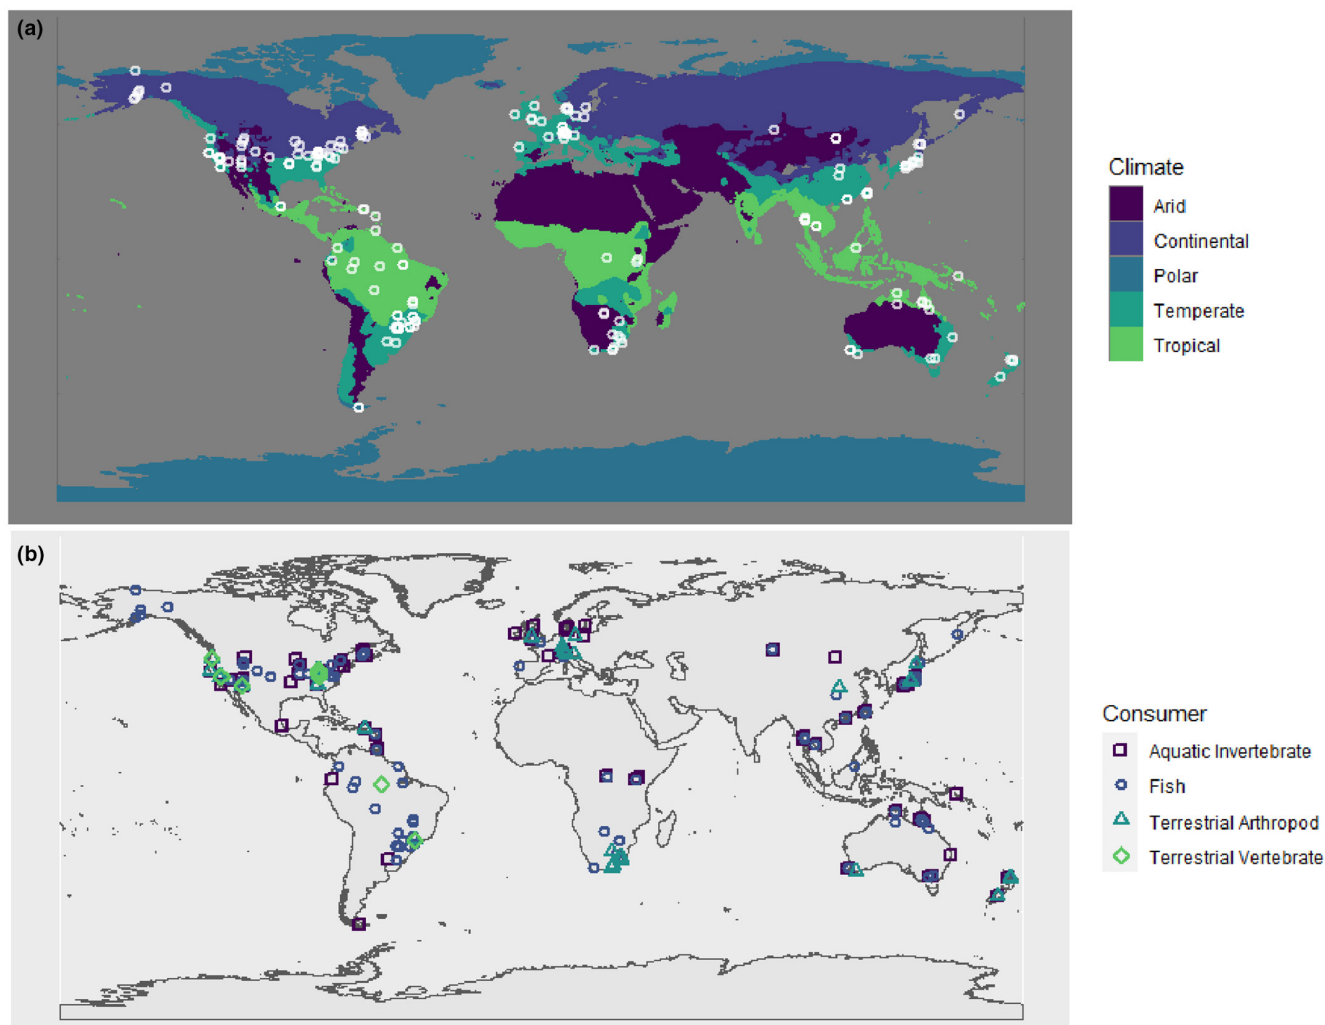 (a)
Climate
Arid
Continental
Polar
Temperate
Tropical
(b)
Consumer
Aquatic Invertebrate
Fish
Terrestrial Arthropod
Terrestrial Vertebrate